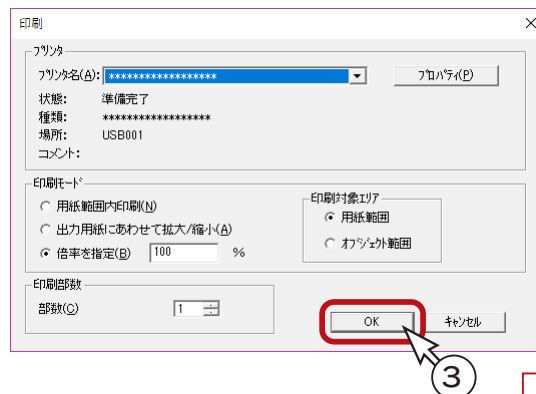 印刷
プリンタ
プリンタ名(A): ******************
プロパティ(P)
状態: 準備完了
種類: ******************
場所: USB001
コメント:
印刷モード
用紙範囲内印刷(N)
出力用紙にあわせて拡大/縮小(A)
倍率を指定(B) 100 %
印刷対象エリア
用紙範囲
オブジェクト範囲
印刷部数
部数(C) 1
OK
キャンセル
3